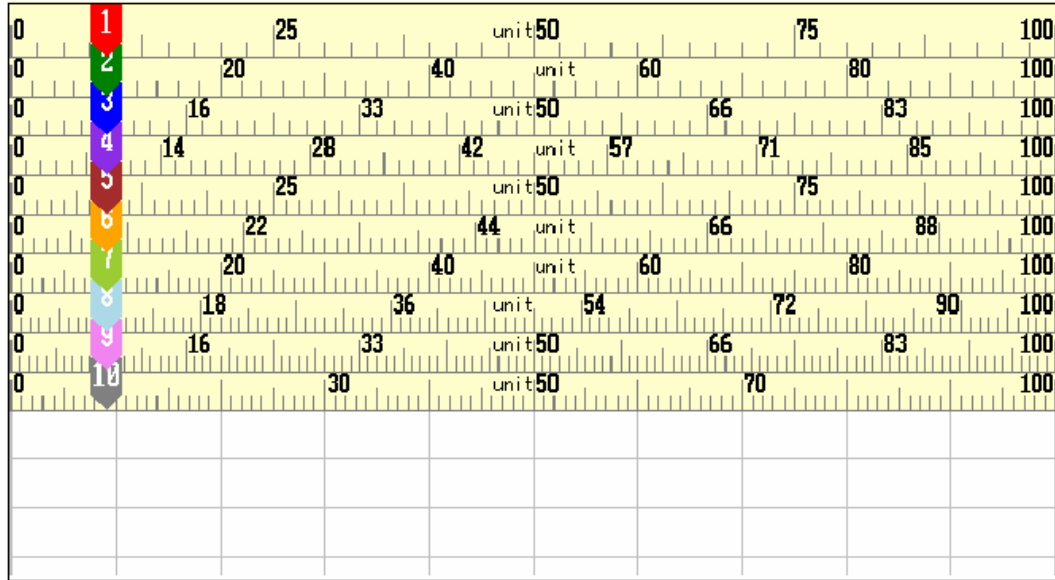 0 1 25 unit 50 75 100
0 2 20 40 unit 60 80 100
0 3 16 33 unit 50 66 83 100
0 4 14 28 42 unit 57 71 85 100
0 5 25 unit 50 75 100
0 6 22 44 unit 66 88 100
0 7 20 40 unit 60 80 100
0 8 18 36 unit 54 72 90 100
0 9 16 33 unit 50 66 83 100
0 10 30 unit 50 70 100